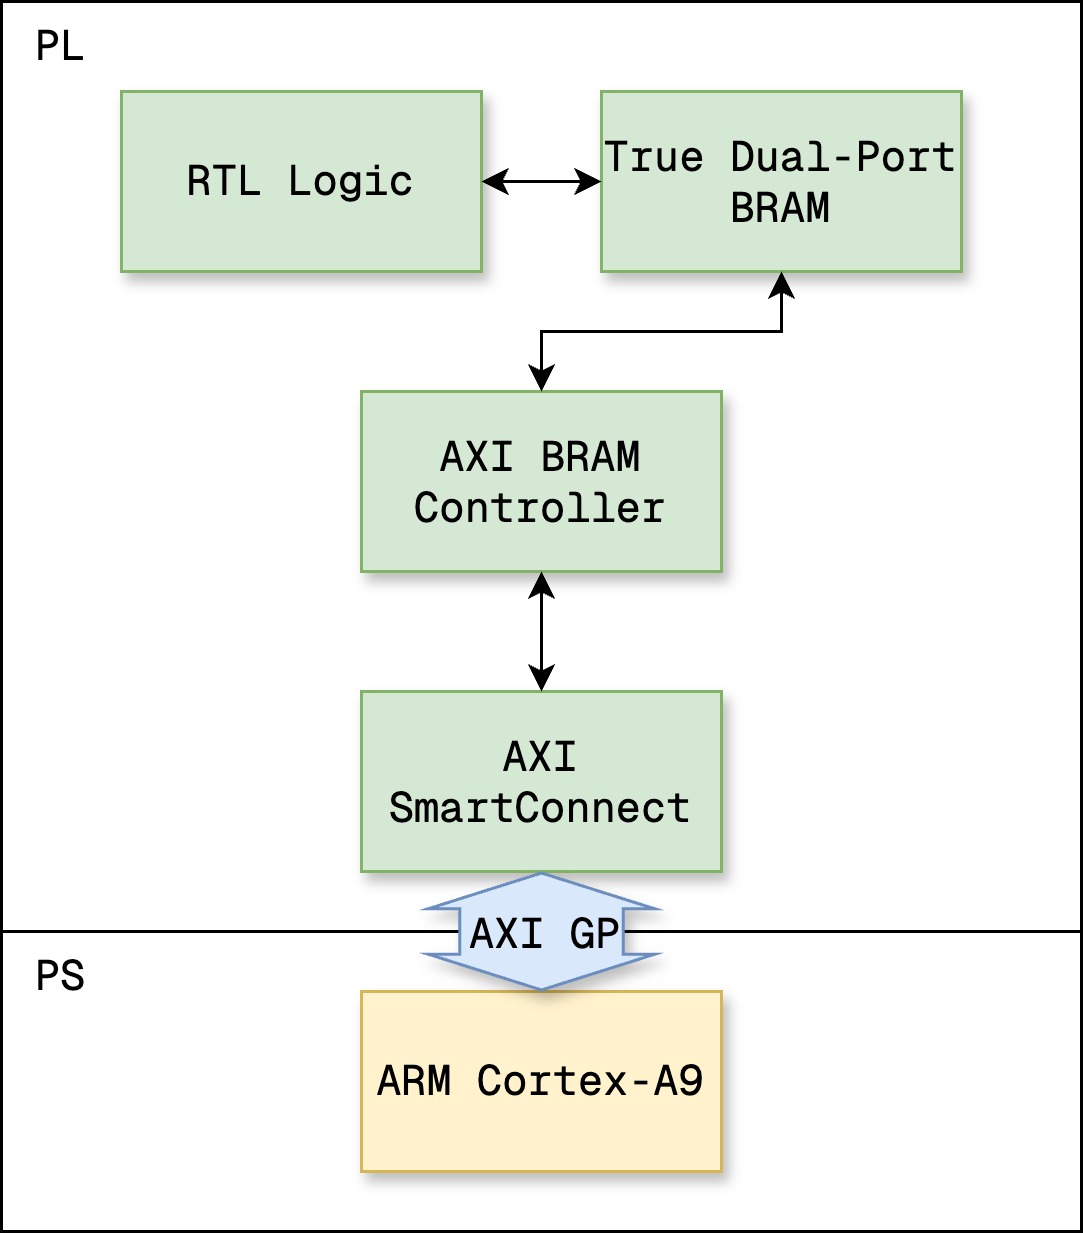 PL
RTL Logic
True Dual-Port
BRAM
AXI BRAM
Controller
AXI
SmartConnect
AXI GP
PS
ARM Cortex-A9